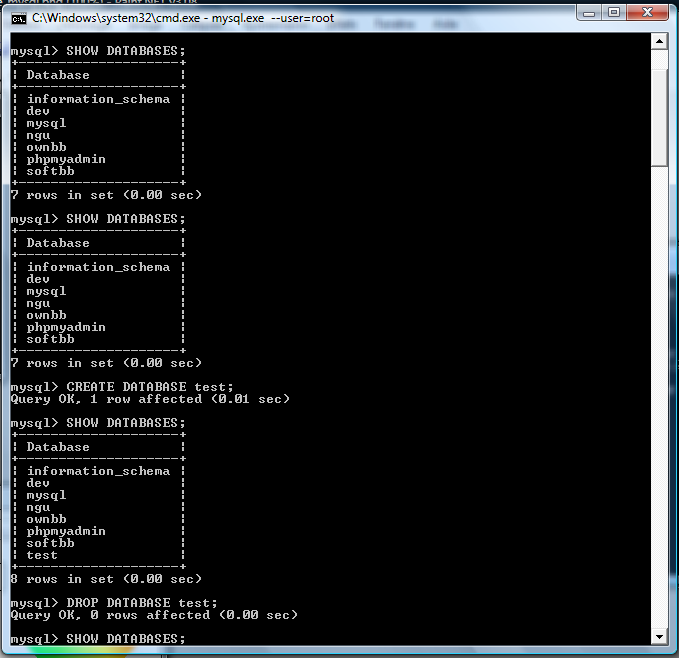 C:\Windows\system32\cmd.exe - mysql.exe --user=root
mysql> SHOW DATABASES;
+--------------------+
| Database           |
+--------------------+
| information_schema |
| dev                |
| mysql              |
| ngu                |
| ownbb              |
| phpmyadmin         |
| softbb             |
+--------------------+
7 rows in set (0.00 sec)
mysql> SHOW DATABASES;
+--------------------+
| Database           |
+--------------------+
| information_schema |
| dev                |
| mysql              |
| ngu                |
| ownbb              |
| phpmyadmin         |
| softbb             |
+--------------------+
7 rows in set (0.00 sec)
mysql> CREATE DATABASE test;
Query OK, 1 row affected (0.01 sec)
mysql> SHOW DATABASES;
+--------------------+
| Database           |
+--------------------+
| information_schema |
| dev                |
| mysql              |
| ngu                |
| ownbb              |
| phpmyadmin         |
| softbb             |
| test               |
+--------------------+
8 rows in set (0.00 sec)
mysql> DROP DATABASE test;
Query OK, 0 rows affected (0.00 sec)
mysql> SHOW DATABASES;